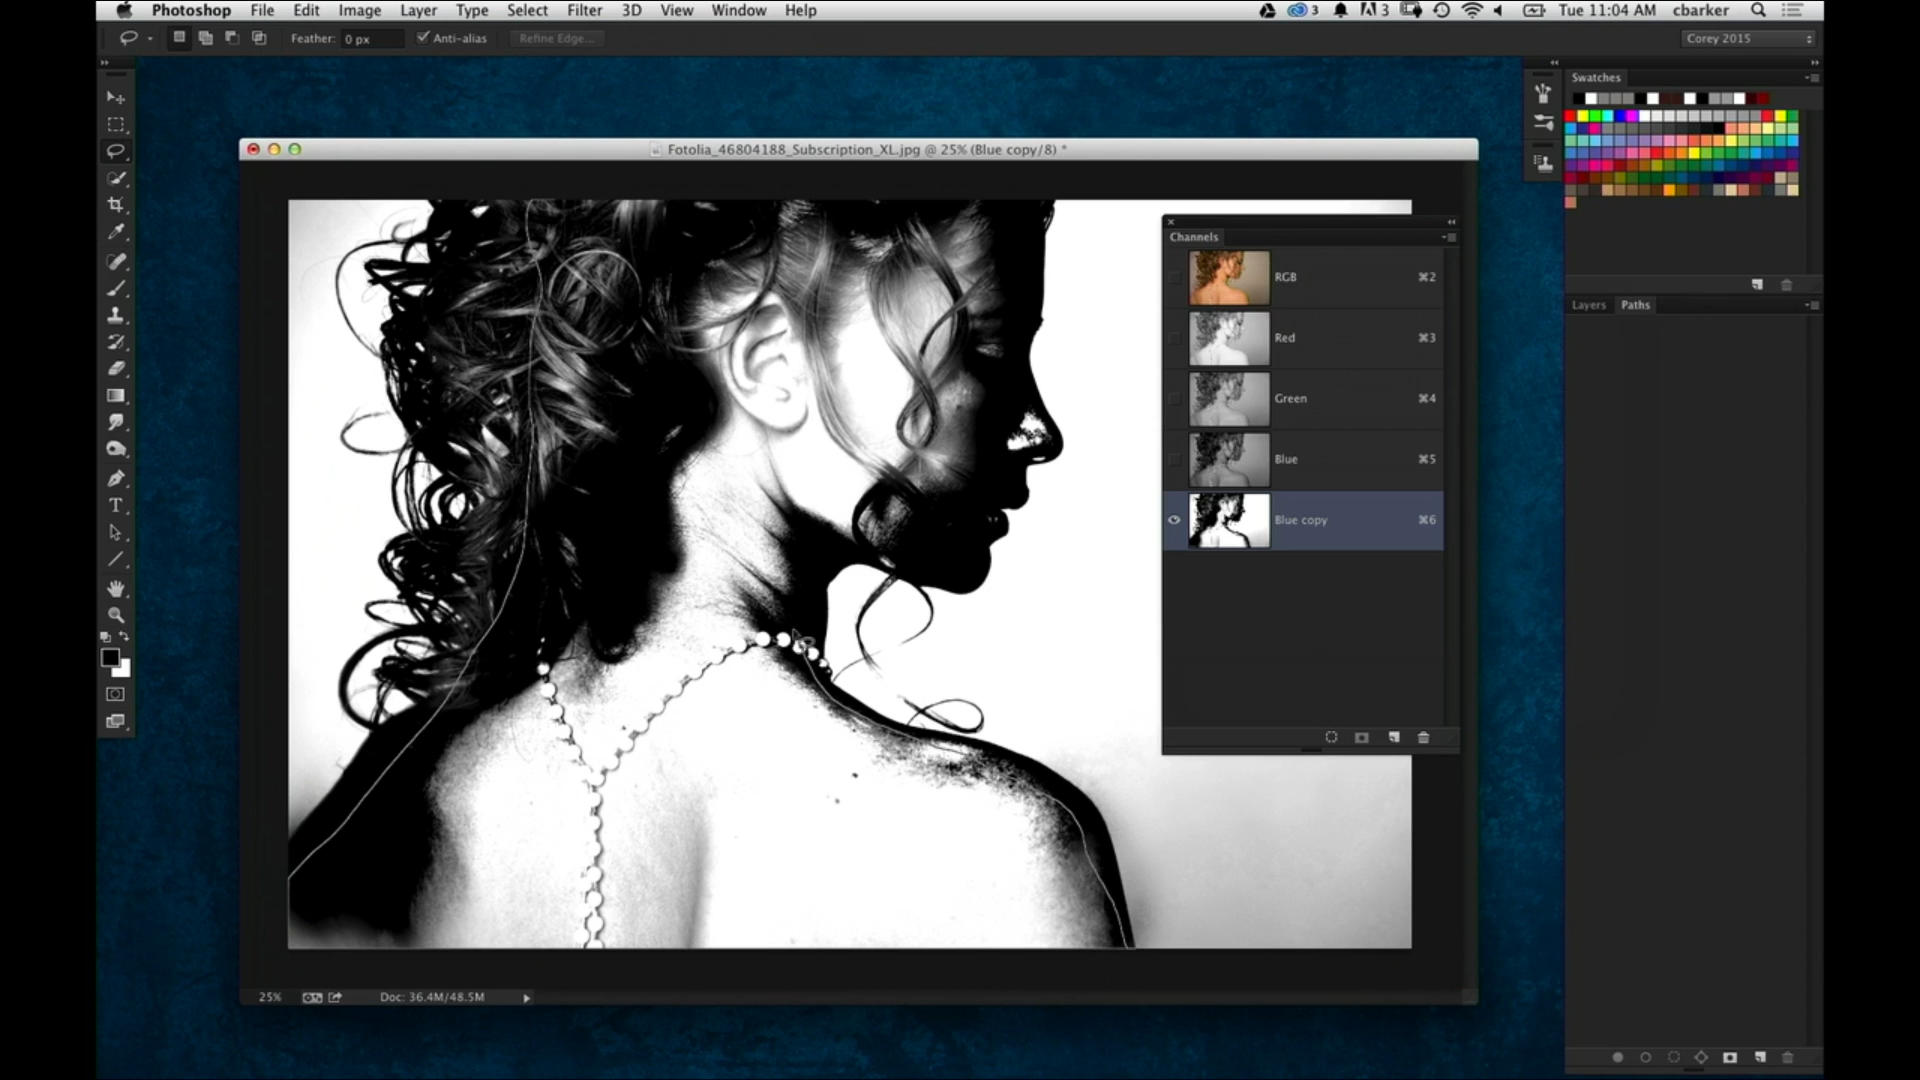 Photoshop File Edit Image Layer Type Select Filter 3D View Window Help 3 3 Tue 11:04 AM cbarker
Feather: 0 px Anti-alias Refine Edge... Corey 2015
Swatches
Fotolia_46804188_Subscription_XL.jpg @ 25% (Blue copy/8) *
Channels
RGB ⌘2
Red ⌘3
Green ⌘4
Blue ⌘5
Blue copy ⌘6
Layers Paths
25% Doc: 36.4M/48.5M